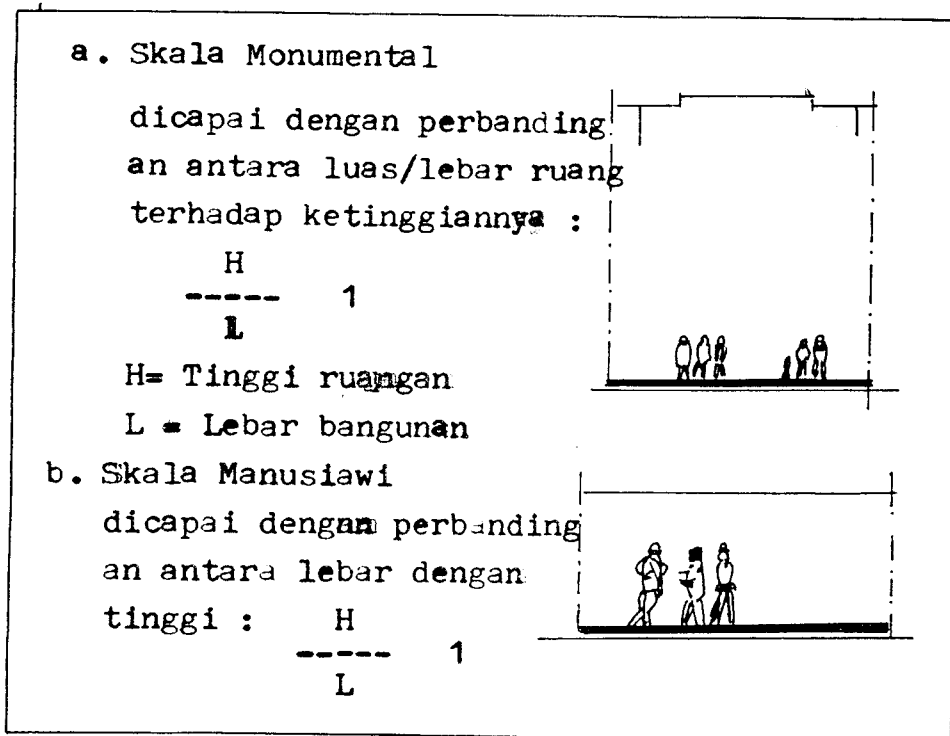 a. Skala Monumental
dicapai dengan perbanding
an antara luas/lebar ruang
terhadap ketinggiannya :
H
----- 1
L
H= Tinggi ruangan
L = Lebar bangunan
b. Skala Manusiawi
dicapai dengan perbanding
an antara lebar dengan
tinggi : H
----- 1
L